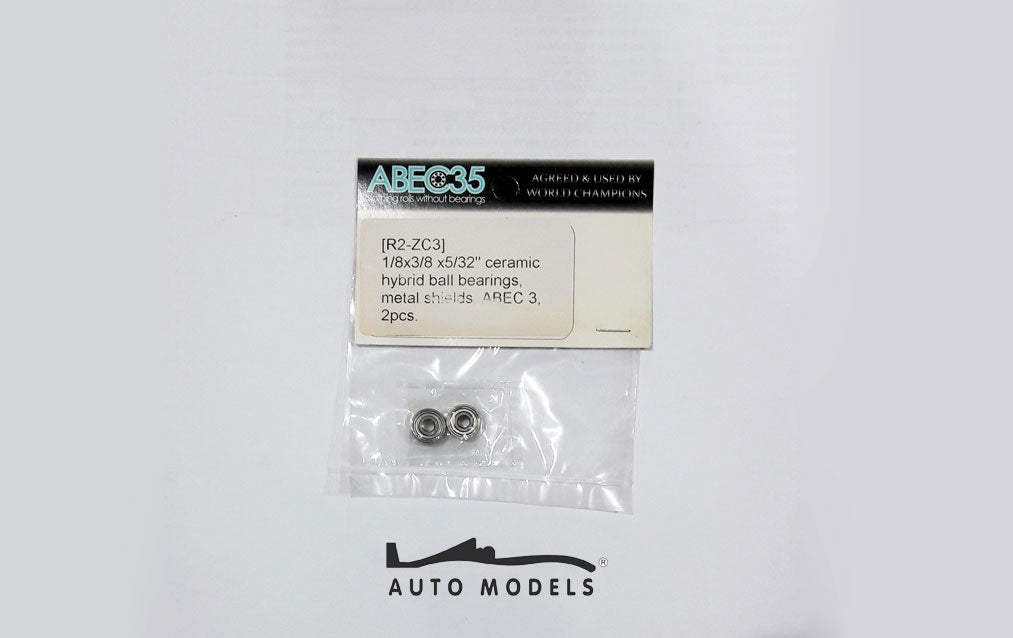 ABEC35
rolls without bearings
AGREED & USED BY
WORLD CHAMPIONS
[R2-ZC3]
1/8x3/8 x5/32" ceramic
hybrid ball bearings,
metal shields ABEC 3,
2pcs.
®
AUTO MODELS